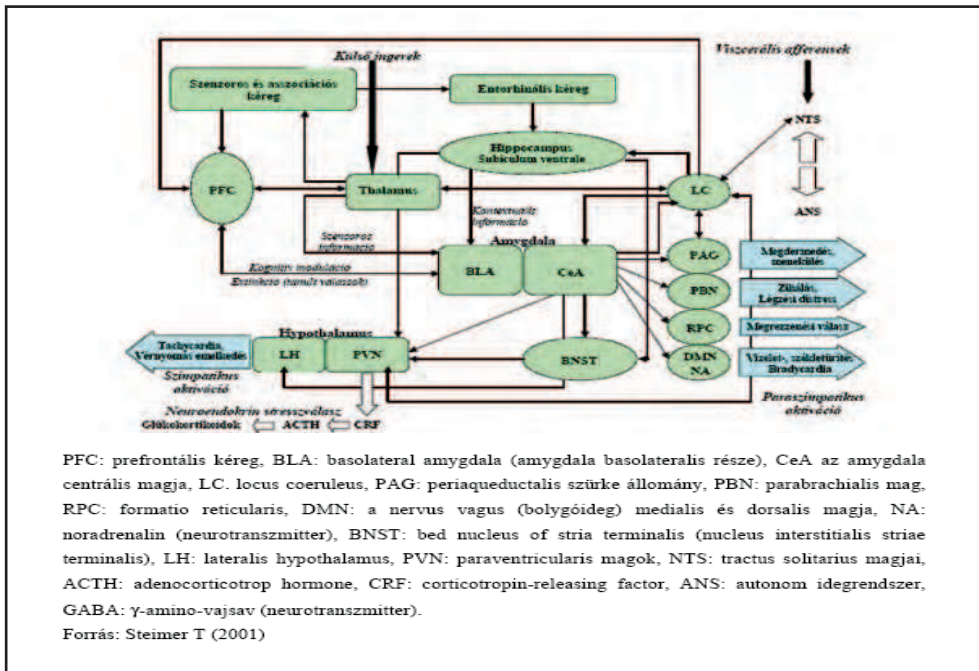 Külső ingerek
Viszcerális afferensek
Szenzoros és asszociációs
kéreg
Entorhinális kéreg
NTS
Hippocampus
Subiculum ventrale
PFC
Thalamus
LC
ANS
Kontextuális
információ
Szenzoros
információ
Amygdala
PAG
Megdermedés,
menekülés
Kognitív moduláció
Extinkció (tanult válaszok)
BLA
CeA
PBN
Zihálás,
Légzési distress
RPC
Megrezzenési válasz
Hypothalamus
Tachycardia,
Vérnyomás emelkedés
LH
PVN
BNST
DMN
NA
Vizelet-, székletürítés
Bradycardia
Szimpatikus
aktiváció
Paraszimpatikus
aktiváció
Neuroendokrin stresszválasz
Glükokortikoidok
ACTH
CRF
PFC: prefrontális kéreg, BLA: basolateral amygdala (amygdala basolateralis része), CeA az amygdala
centrális magja, LC. locus coeruleus, PAG: periaqueductalis szürke állomány, PBN: parabrachialis mag,
RPC: formatio reticularis, DMN: a nervus vagus (bolygóideg) medialis és dorsalis magja, NA:
noradrenalin (neurotranszmitter), BNST: bed nucleus of stria terminalis (nucleus interstitialis striae
terminalis), LH: lateralis hypothalamus, PVN: paraventricularis magok, NTS: tractus solitarius magjai,
ACTH: adenocorticotrop hormone, CRF: corticotropin-releasing factor, ANS: autonom idegrendszer,
GABA: γ-amino-vajsav (neurotranszmitter).
Forrás: Steimer T (2001)